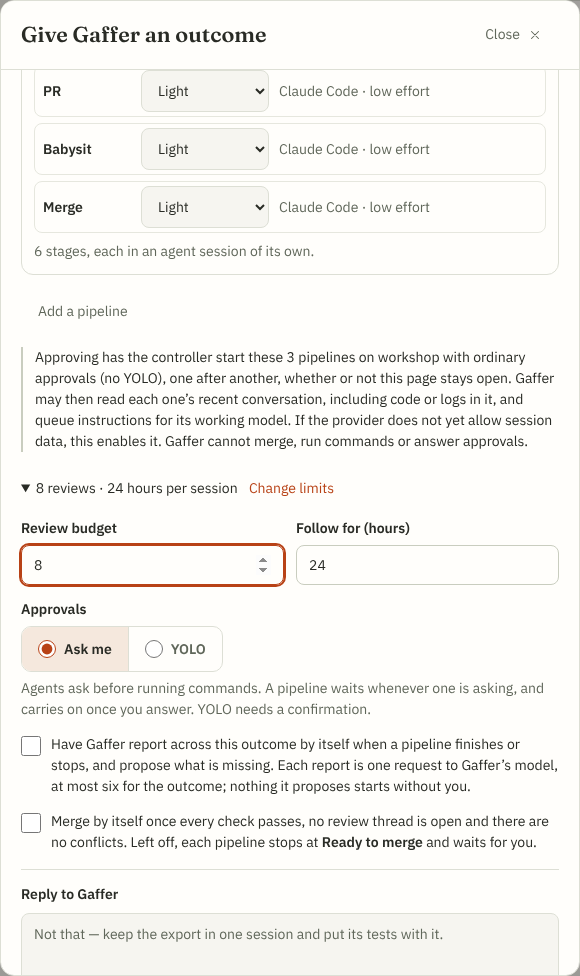 Give Gaffer an outcome
Close ×
PR
Light
Claude Code · low effort
Babysit
Light
Claude Code · low effort
Merge
Light
Claude Code · low effort
6 stages, each in an agent session of its own.
Add a pipeline
Approving has the controller start these 3 pipelines on workshop with ordinary
approvals (no YOLO), one after another, whether or not this page stays open. Gaffer
may then read each one’s recent conversation, including code or logs in it, and
queue instructions for its working model. If the provider does not yet allow session
data, this enables it. Gaffer cannot merge, run commands or answer approvals.
▼ 8 reviews · 24 hours per session Change limits
Review budget
8
Follow for (hours)
24
Approvals
Ask me
YOLO
Agents ask before running commands. A pipeline waits whenever one is asking, and
carries on once you answer. YOLO needs a confirmation.
Have Gaffer report across this outcome by itself when a pipeline finishes or
stops, and propose what is missing. Each report is one request to Gaffer’s model,
at most six for the outcome; nothing it proposes starts without you.
Merge by itself once every check passes, no review thread is open and there are
no conflicts. Left off, each pipeline stops at Ready to merge and waits for you.
Reply to Gaffer
Not that — keep the export in one session and put its tests with it.